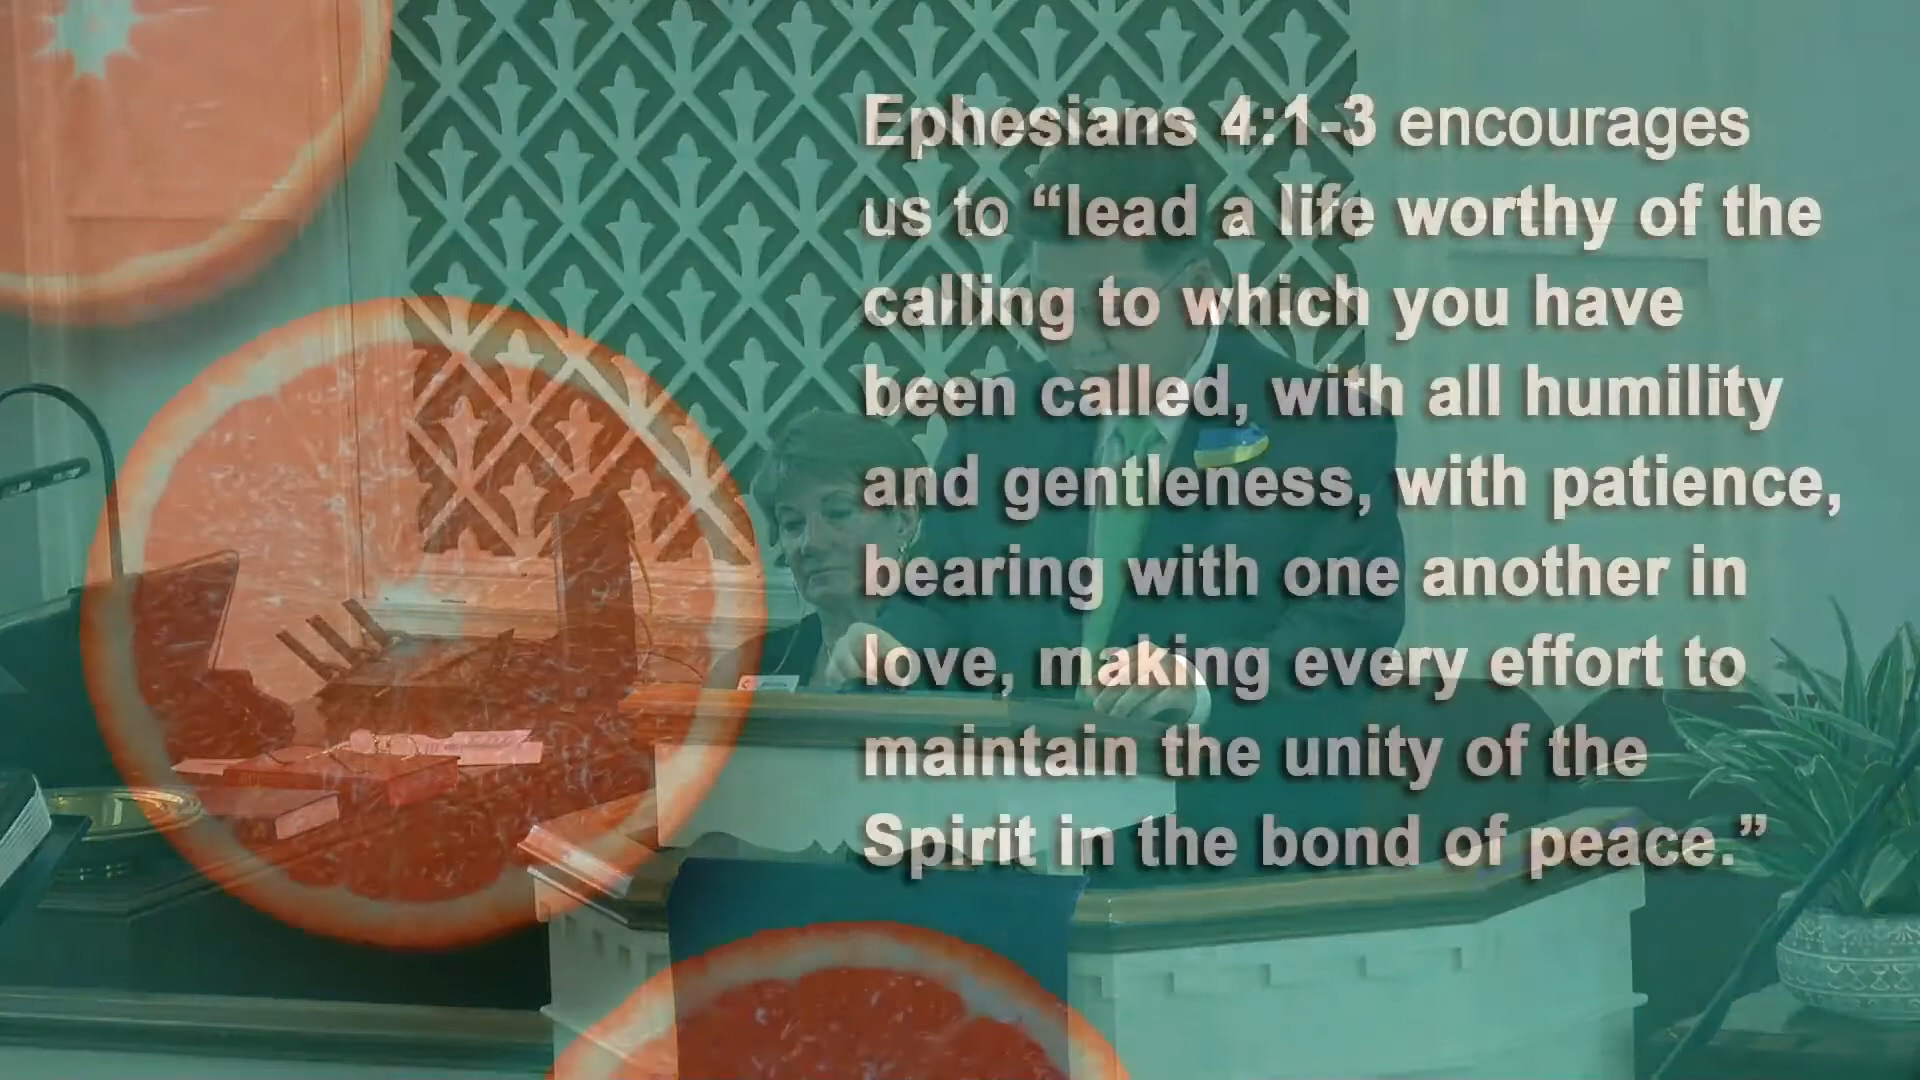 Ephesians 4:1-3 encourages
us to “lead a life worthy of the
calling to which you have
been called, with all humility
and gentleness, with patience,
bearing with one another in
love, making every effort to
maintain the unity of the
Spirit in the bond of peace.”